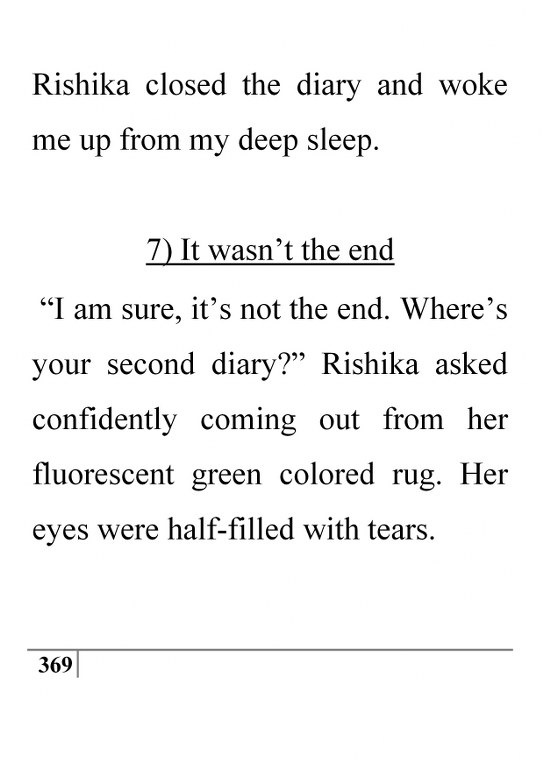 Rishika closed the diary and woke
me up from my deep sleep.
7) It wasn’t the end
“I am sure, it’s not the end. Where’s
your second diary?” Rishika asked
confidently coming out from her
fluorescent green colored rug. Her
eyes were half-filled with tears.
369